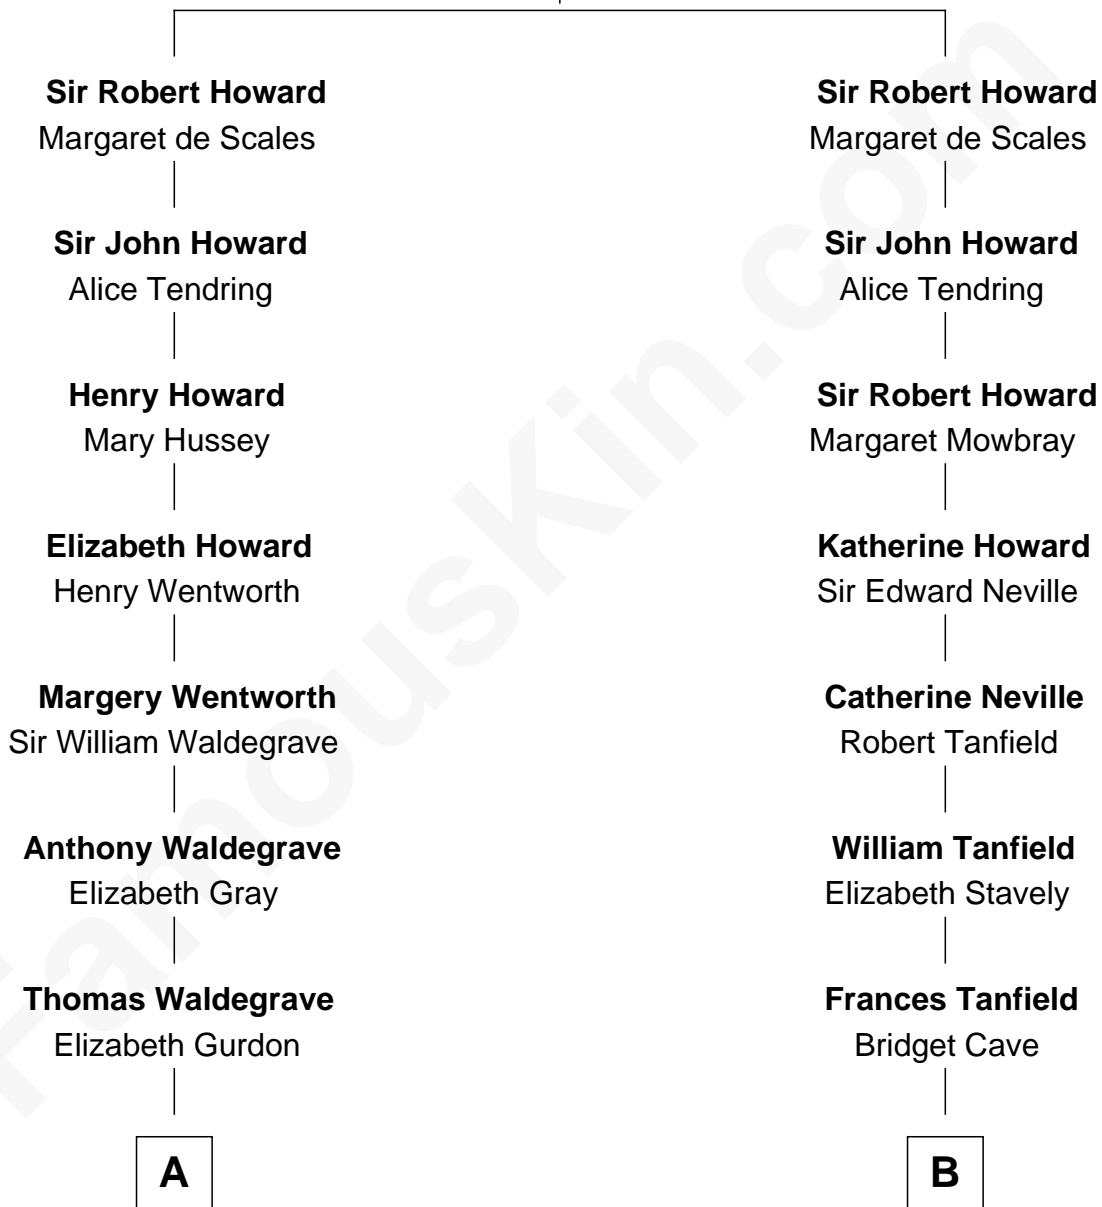 Sir Robert Howard
Margaret de Scales
Sir John Howard
Alice Tendring
Henry Howard
Mary Hussey
Elizabeth Howard
Henry Wentworth
Margery Wentworth
Sir William Waldegrave
Anthony Waldegrave
Elizabeth Gray
Thomas Waldegrave
Elizabeth Gurdon
A
Sir Robert Howard
Margaret de Scales
Sir John Howard
Alice Tendring
Sir Robert Howard
Margaret Mowbray
Katherine Howard
Sir Edward Neville
Catherine Neville
Robert Tanfield
William Tanfield
Elizabeth Stavely
Frances Tanfield
Bridget Cave
B
FamousKin.com